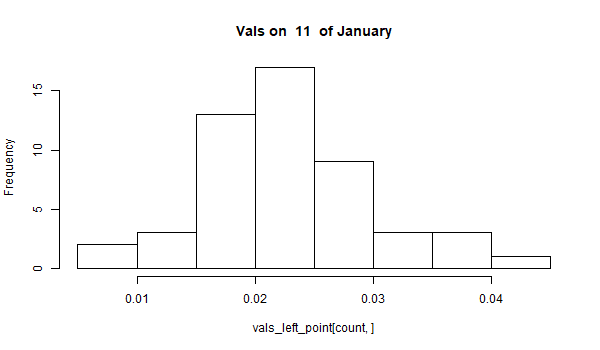 Vals on  11  of January
Frequency
15
10
5
0
0.01 0.02 0.03 0.04
vals_left_point[count, ]